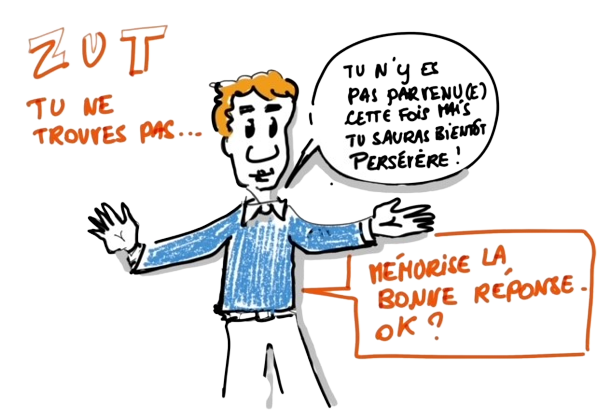 ZUT
TU NE
TROUVES PAS...
TU N'Y ES
PAS PARVENU(E)
CETTE FOIS MAIS
TU SAURAS BIENTÔT
PERSÉVÈRE !
MÉMORISE LA
BONNE RÉPONSE.
OK ?